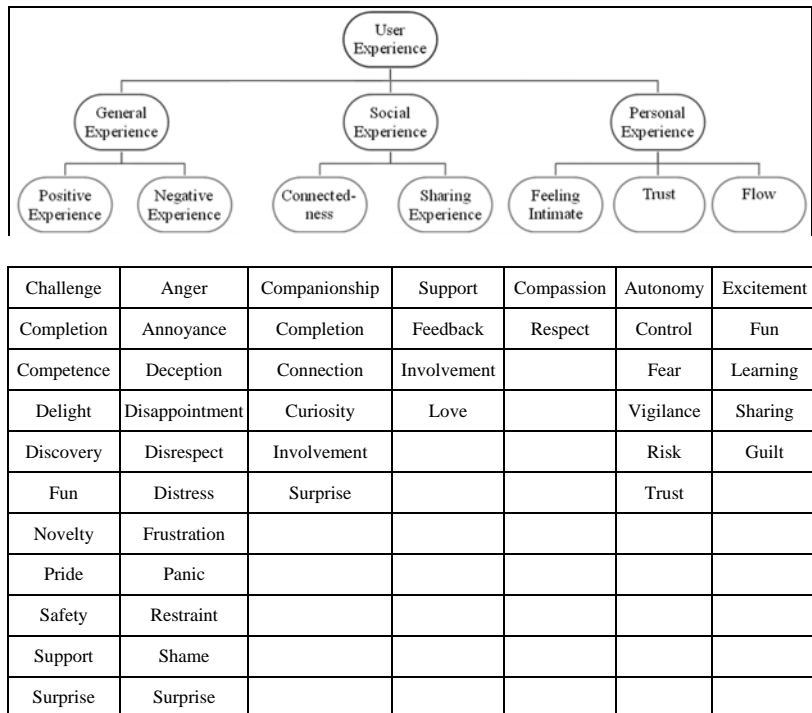 User
Experience
General
Experience
Social
Experience
Personal
Experience
Positive
Experience
Negative
Experience
Connected-
ness
Sharing
Experience
Feeling
Intimate
Trust
Flow
Challenge Anger Companionship Support Compassion Autonomy Excitement
Completion Annoyance Completion Feedback Respect Control Fun
Competence Deception Connection Involvement Fear Learning
Delight Disappointment Curiosity Love Vigilance Sharing
Discovery Disrespect Involvement Risk Guilt
Fun Distress Surprise Trust
Novelty Frustration
Pride Panic
Safety Restraint
Support Shame
Surprise Surprise